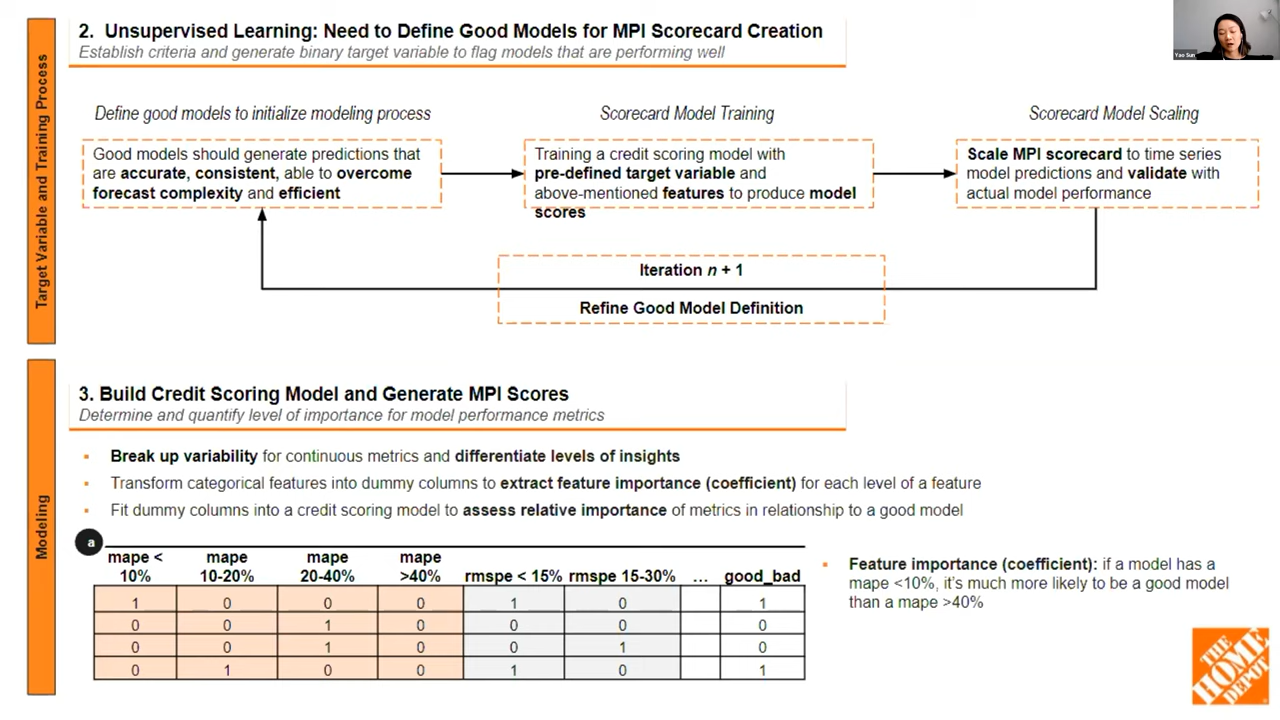 Yao Sun
Target Variable and Training Process
2. Unsupervised Learning: Need to Define Good Models for MPI Scorecard Creation
Establish criteria and generate binary target variable to flag models that are performing well
Define good models to initialize modeling process
Scorecard Model Training
Scorecard Model Scaling
Good models should generate predictions that
are accurate, consistent, able to overcome
forecast complexity and efficient
Training a credit scoring model with
pre-defined target variable and
above-mentioned features to produce model
scores
Scale MPI scorecard to time series
model predictions and validate with
actual model performance
Iteration n + 1
Refine Good Model Definition
Modeling
3. Build Credit Scoring Model and Generate MPI Scores
Determine and quantify level of importance for model performance metrics
▪ Break up variability for continuous metrics and differentiate levels of insights
▪ Transform categorical features into dummy columns to extract feature importance (coefficient) for each level of a feature
▪ Fit dummy columns into a credit scoring model to assess relative importance of metrics in relationship to a good model
a
mape < 10% mape 10-20% mape 20-40% mape >40% rmspe < 15% rmspe 15-30% ... good_bad
1 0 0 0 1 0 1
0 0 1 0 0 0 0
0 0 1 0 0 1 0
0 1 0 0 1 0 1
▪ Feature importance (coefficient): if a model has a
mape <10%, it's much more likely to be a good model
than a mape >40%
THE
HOME
DEPOT